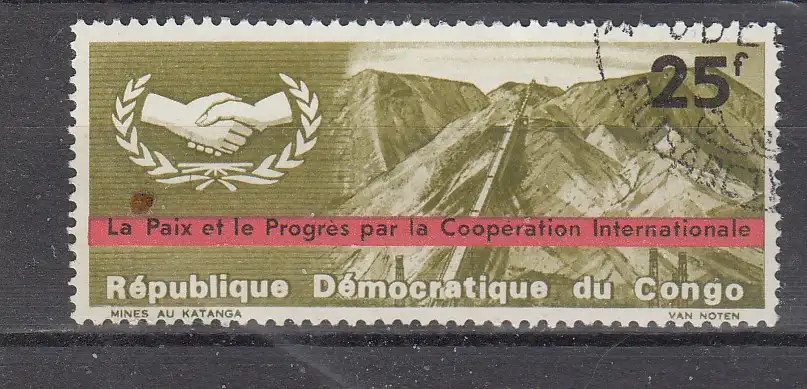 25f
La Paix et le Progrès par la Coopération Internationale
République Démocratique du Congo
MINES AU KATANGA
VAN NOTEN